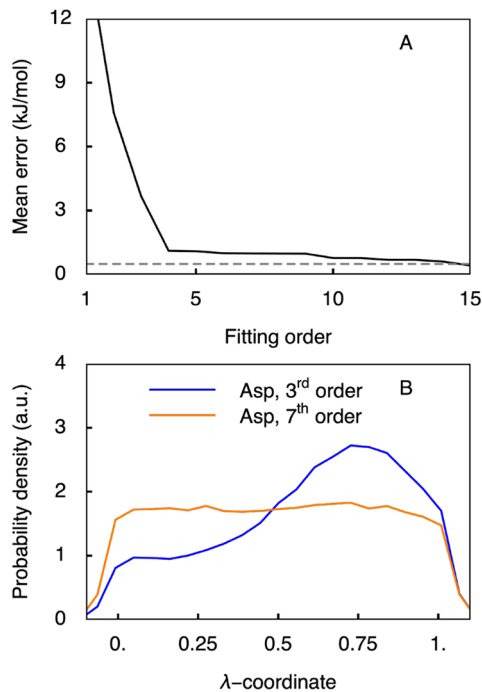 12
A
9
6
3
0
Mean error (kJ/mol)
1
5
10
15
Fitting order
4
B
Asp, 3rd order
Asp, 7th order
3
2
1
0
Probability density (a.u.)
0.
0.25
0.5
0.75
1.
λ−coordinate